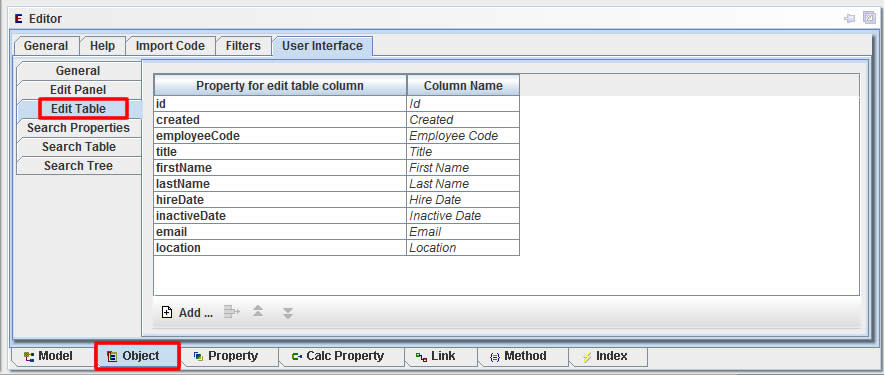 E Editor
General Help Import Code Filters User Interface
General
Edit Panel
Edit Table
Search Properties
Search Table
Search Tree
Property for edit table column Column Name
id Id
created Created
employeeCode Employee Code
title Title
firstName First Name
lastName Last Name
hireDate Hire Date
inactiveDate Inactive Date
email Email
location Location
Add ...
Model Object Property Calc Property Link Method Index